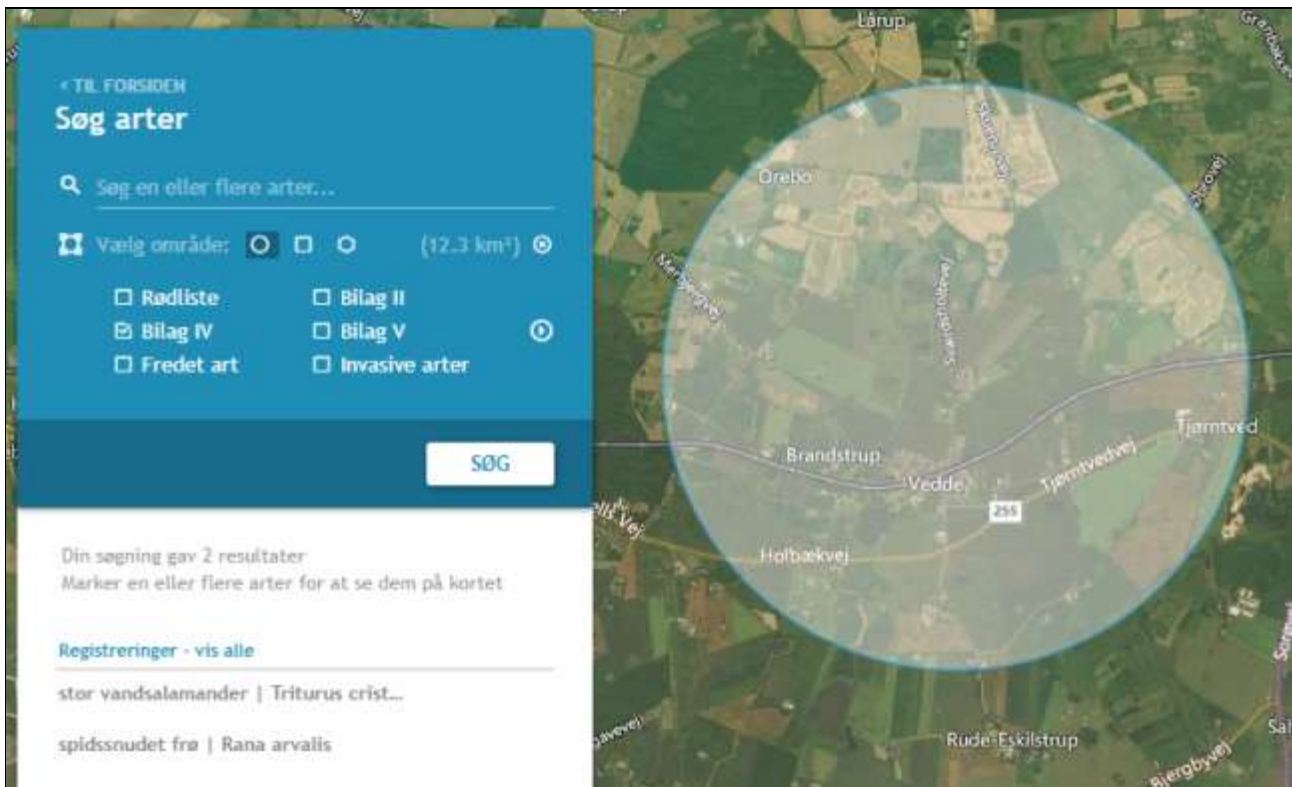 ‹ TIL FORSIDEN
Søg arter
Søg en eller flere arter...
Vælg område: (12.3 km²)
Rødliste
Bilag II
Bilag IV
Bilag V
Fredet art
Invasive arter
SØG
Din søgning gav 2 resultater
Marker en eller flere arter for at se dem på kortet
Registreringer - vis alle
stor vandsalamander | Triturus crist...
spidssnudet frø | Rana arvalis
Lårup
Orebo
Brandstrup
Vedde
Tjørntved
Tjørntvedvej
255
Holbækvej
Rude-Eskilstrup
Bjergbyvej